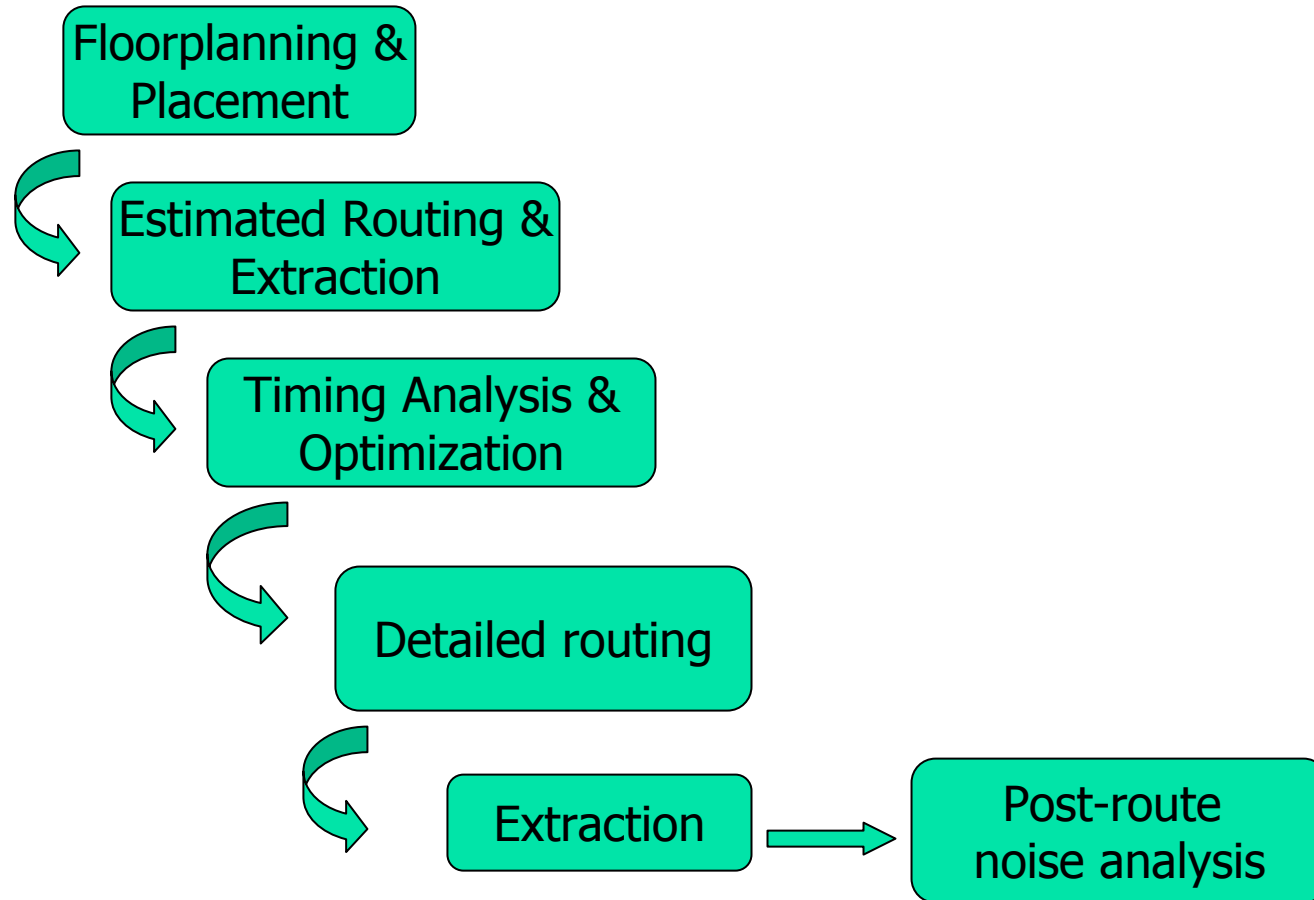 Floorplanning &
Placement
Estimated Routing &
Extraction
Timing Analysis &
Optimization
Detailed routing
Extraction
Post-route
noise analysis